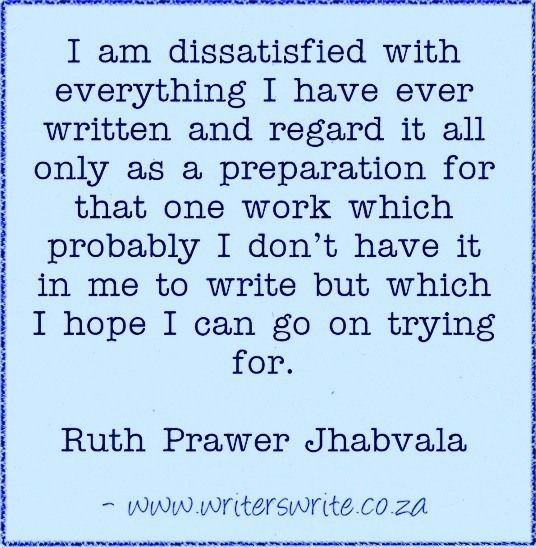 I am dissatisfied with
everything I have ever
written and regard it all
only as a preparation for
that one work which
probably I don't have it
in me to write but which
I hope I can go on trying
for.
Ruth Prawer Jhabvala
- www.writerswrite.co.za